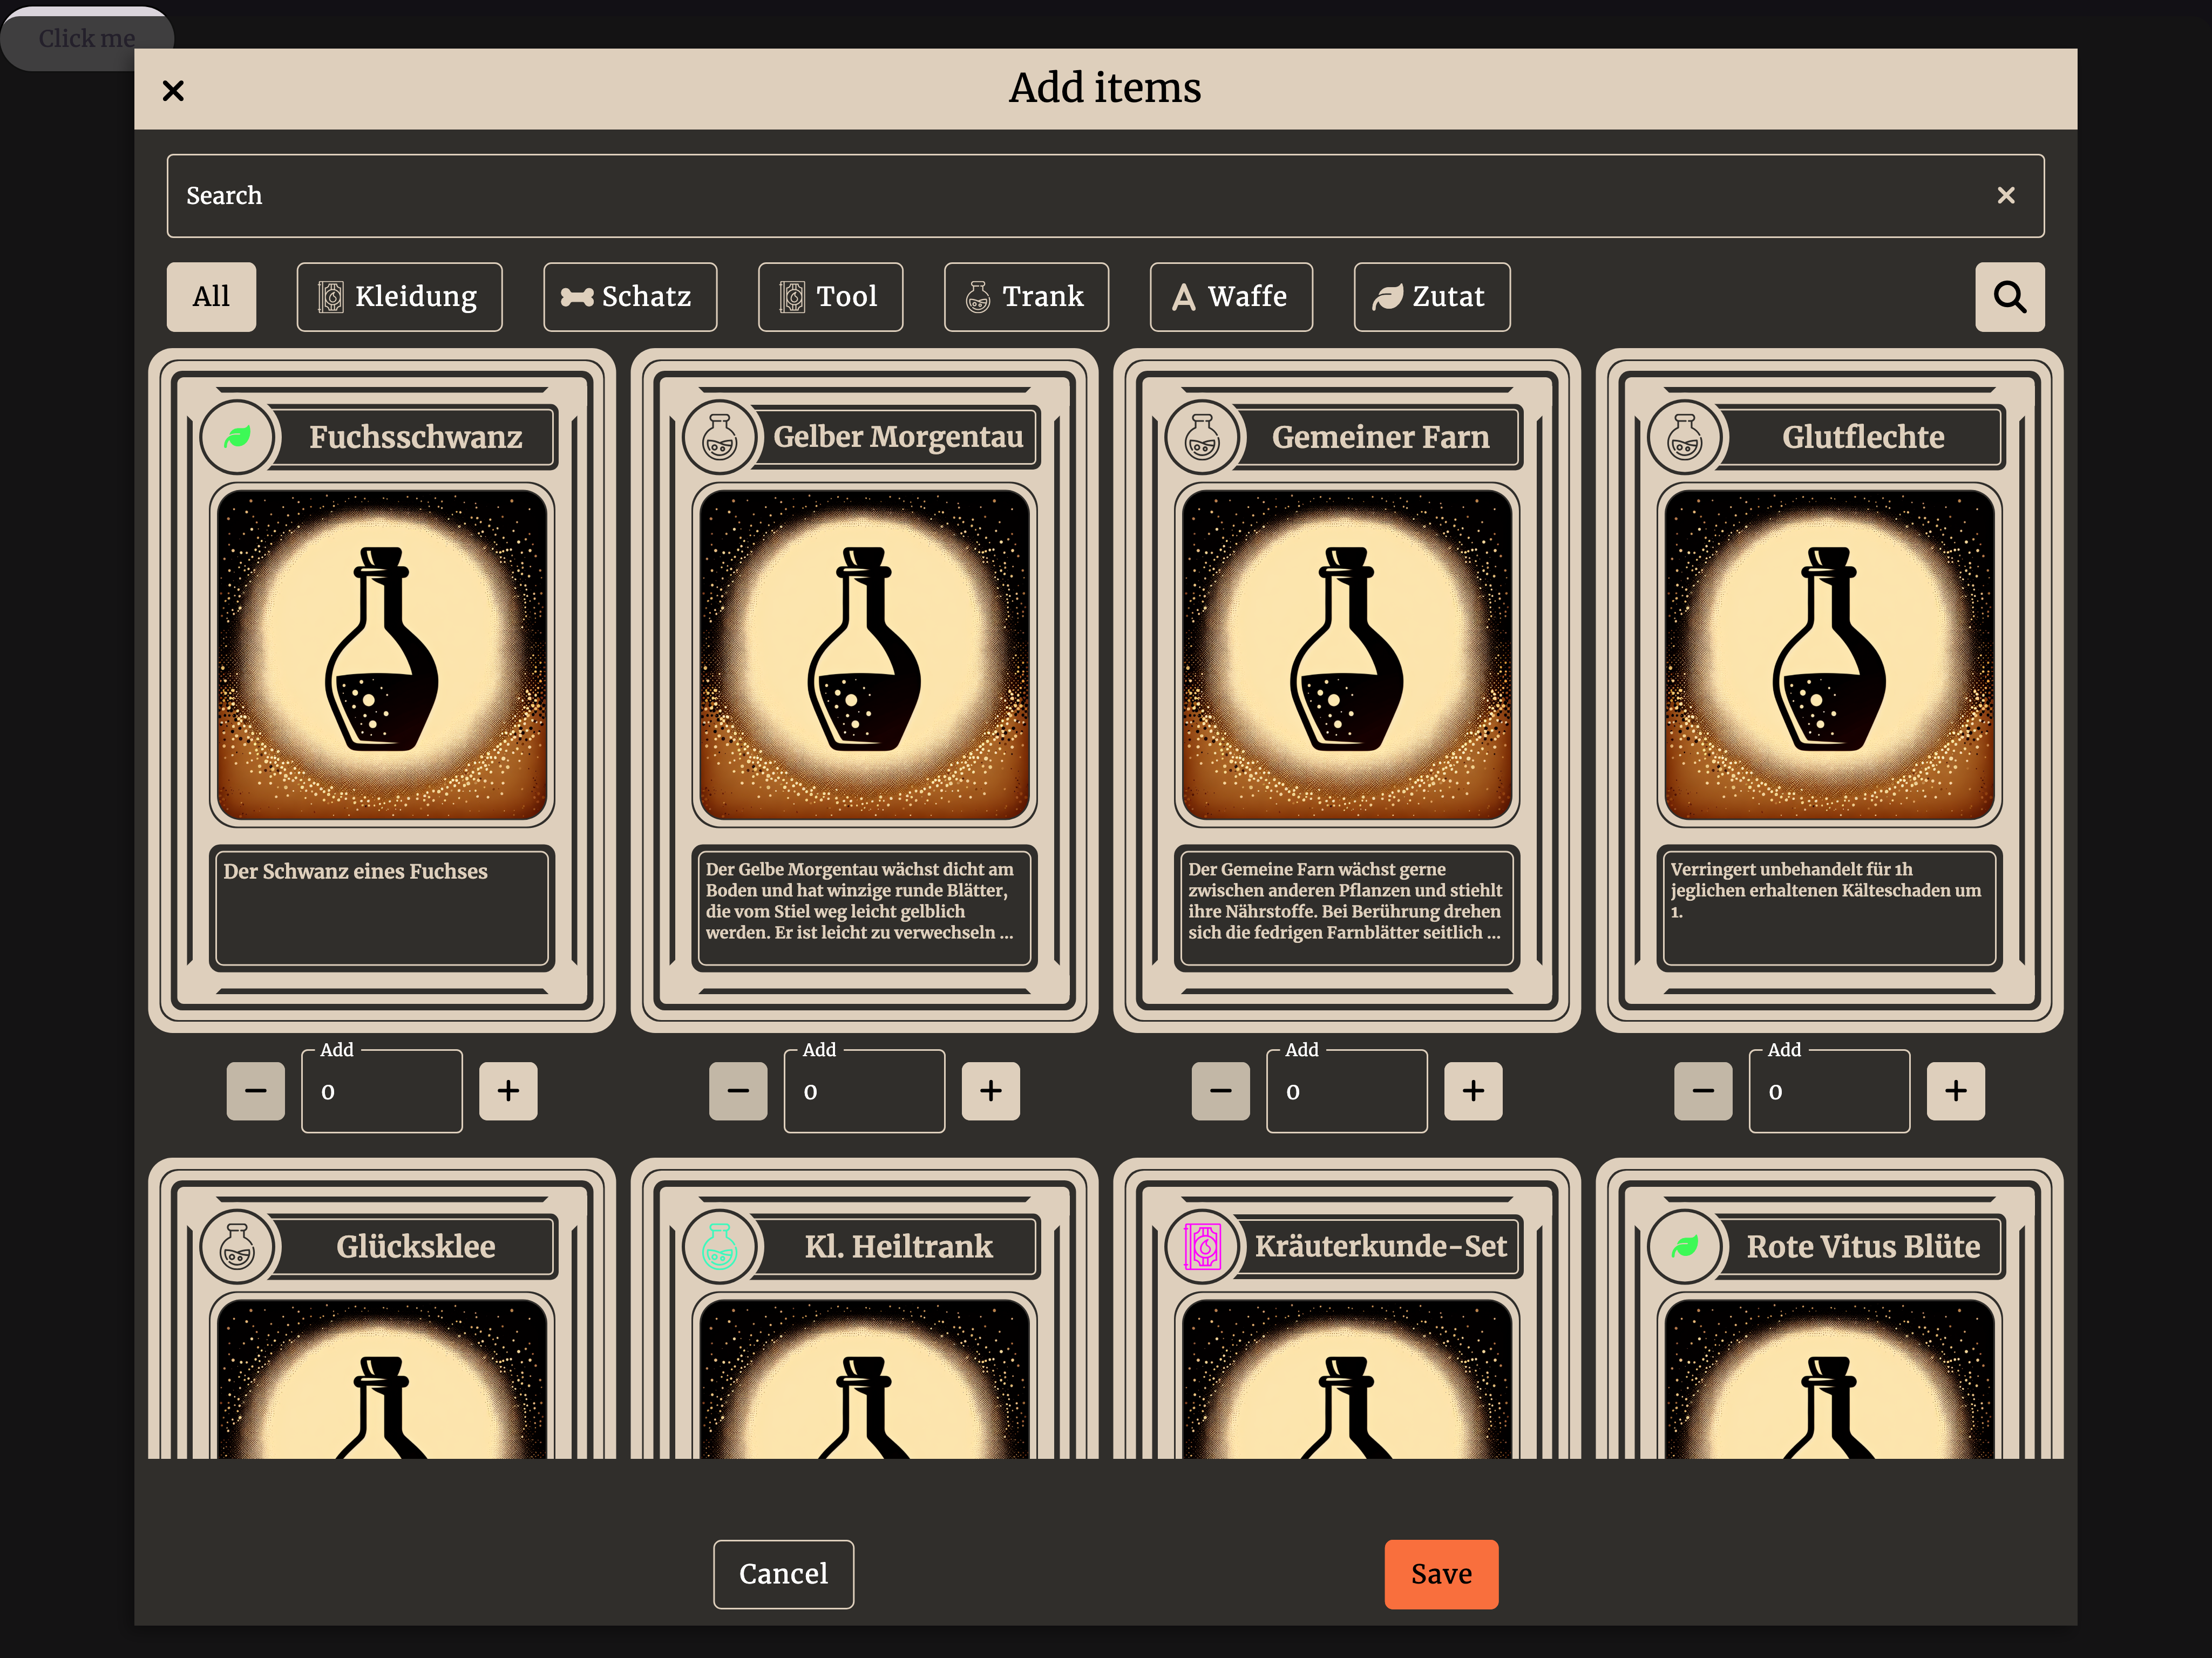 Click me
Add items
Search
All
Kleidung
Schatz
Tool
Trank
Waffe
Zutat
Fuchsschwanz
Gelber Morgentau
Gemeiner Farn
Glutflechte
Der Schwanz eines Fuchses
Der Gelbe Morgentau wächst dicht am
Boden und hat winzige runde Blätter,
die vom Stiel weg leicht gelblich
werden. Er ist leicht zu verwechseln ...
Der Gemeine Farn wächst gerne
zwischen anderen Pflanzen und stiehlt
ihre Nährstoffe. Bei Berührung drehen
sich die fedrigen Farnblätter seitlich ...
Verringert unbehandelt für 1h
jeglichen erhaltenen Kälteschaden um
1.
Add
0
Add
0
Add
0
Add
0
Glücksklee
Kl. Heiltrank
Kräuterkunde-Set
Rote Vitus Blüte
Cancel
Save